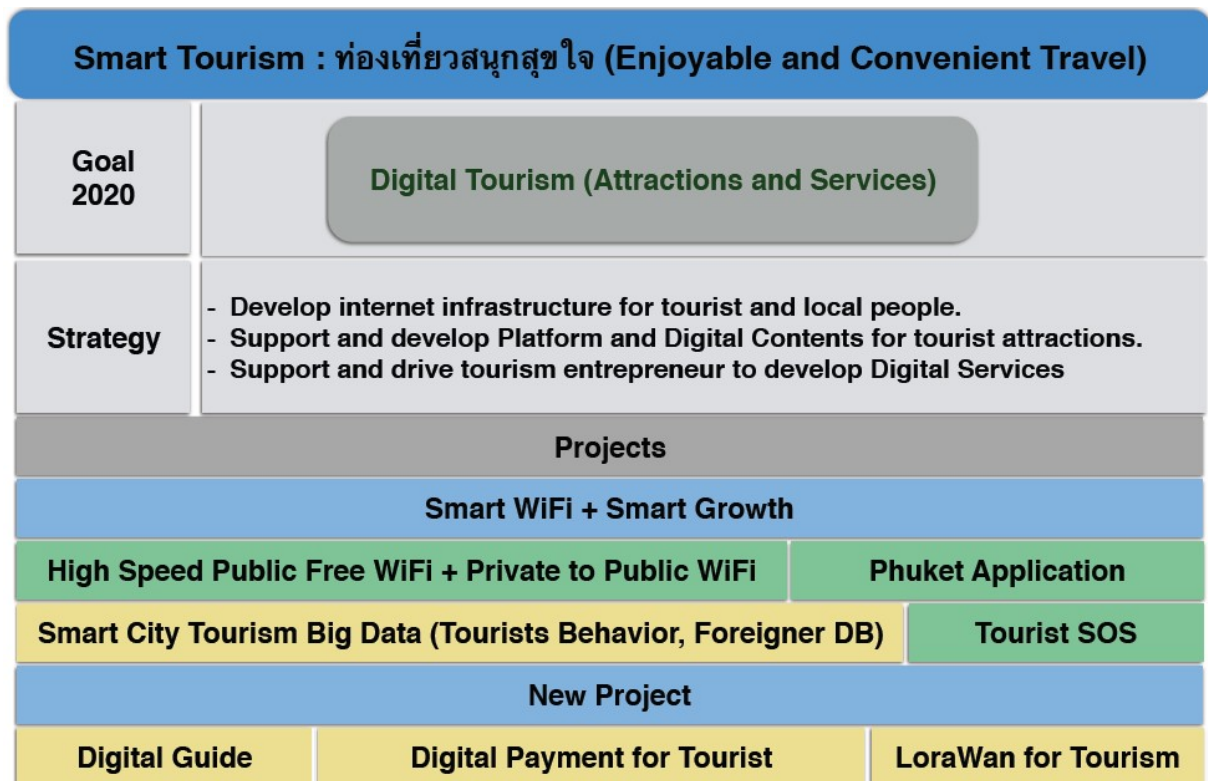 Smart Tourism : ท่องเที่ยวสนุกสุขใจ (Enjoyable and Convenient Travel)
Goal
2020
Digital Tourism (Attractions and Services)
Strategy
- Develop internet infrastructure for tourist and local people.
- Support and develop Platform and Digital Contents for tourist attractions.
- Support and drive tourism entrepreneur to develop Digital Services
Projects
Smart WiFi + Smart Growth
High Speed Public Free WiFi + Private to Public WiFi
Phuket Application
Smart City Tourism Big Data (Tourists Behavior, Foreigner DB)
Tourist SOS
New Project
Digital Guide
Digital Payment for Tourist
LoraWan for Tourism